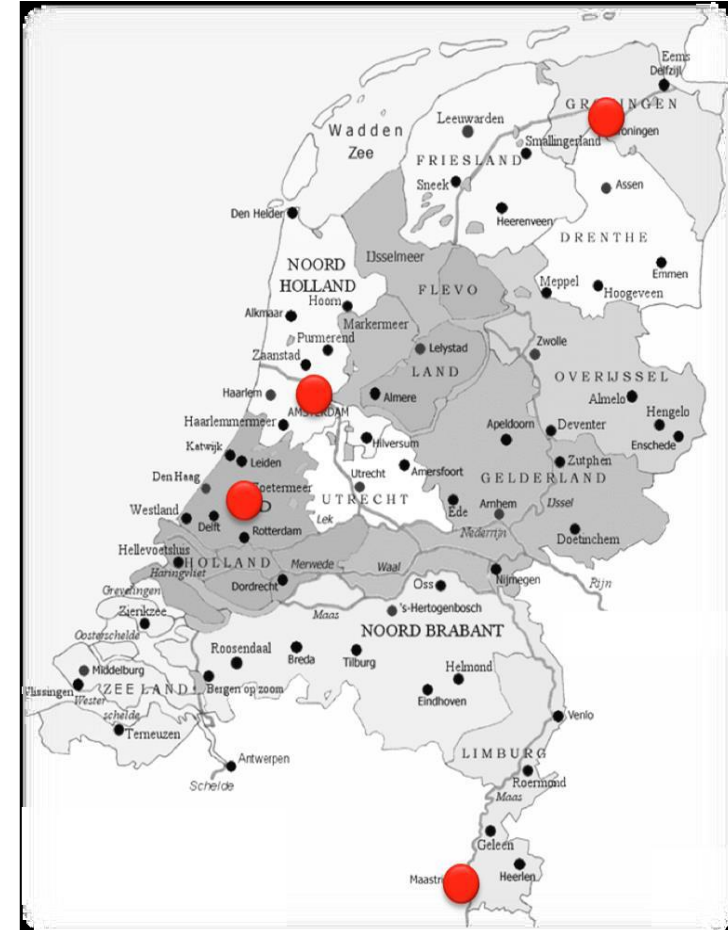 Eems
Delfzijl
GRONINGEN
Groningen
Leeuwarden
Smallingerland
Wadden
Zee
FRIESLAND
Sneek
Assen
Den Helder
Heerenveen
DRENTHE
IJsselmeer
NOORD
HOLLAND
Emmen
FLEVO
Meppel
Hoogeveen
Hoorn
Alkmaar
Markermeer
Purmerend
Zwolle
Zaanstad
Lelystad
LAND
OVERIJSSEL
Haarlem
Almere
Almelo
AMSTERDAM
Hengelo
Haarlemmermeer
Apeldoorn
Deventer
Hilversum
Enschede
Katwijk
Leiden
Zutphen
Amersfoort
Utrecht
Den Haag
GELDERLAND
Zoetermeer
UTRECHT
D
IJssel
Westland
Ede
Arnhem
Lek
Delft
Rotterdam
Nederrijn
Doetinchem
Hellevoetsluis
HOLLAND
Merwede
Waal
Haringvliet
Nijmegen
Rijn
Dordrecht
Oss
Grevelingen
Zierikzee
Maas
's-Hertogenbosch
Oosterschelde
NOORD BRABANT
Roosendaal
Breda
Tilburg
Helmond
Middelburg
Vlissingen
ZEELAND
Bergen op zoom
Wester
schelde
Eindhoven
Venlo
Terneuzen
LIMBURG
Antwerpen
Roermond
Schelde
Maas
Geleen
Maastri
Heerlen